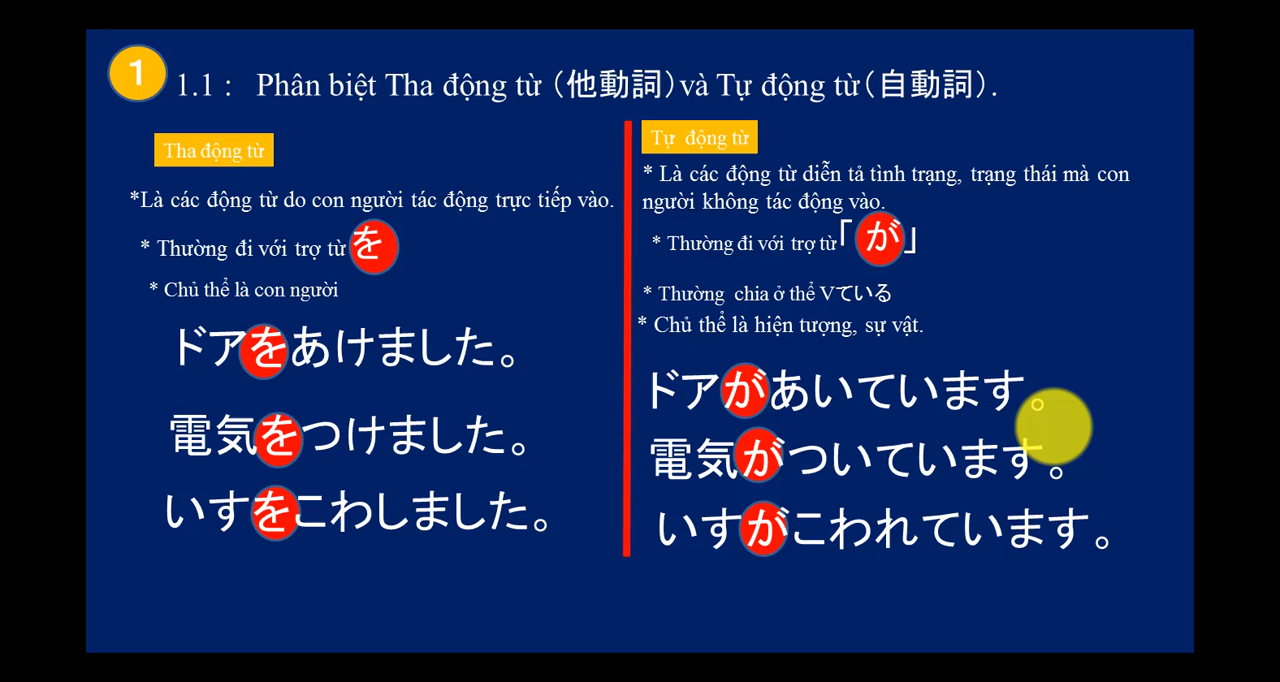 1
1.1 : Phân biệt Tha động từ (他動詞)và Tự động từ(自動詞).
Tha động từ
*Là các động từ do con người tác động trực tiếp vào.
* Thường đi với trợ từ を
* Chủ thể là con người
ドアをあけました。
電気をつけました。
いすをこわしました。
Tự động từ
* Là các động từ diễn tả tình trạng, trạng thái mà con
người không tác động vào.
* Thường đi với trợ từ「が」
* Thường chia ở thể Vている
* Chủ thể là hiện tượng, sự vật.
ドアがあいています。
電気がついています。
いすがこわれています。